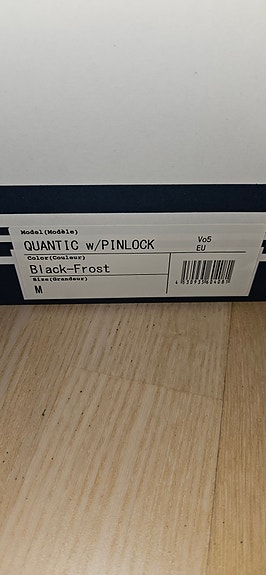 Model(Modèle)
QUANTIC w/PINLOCK
Vo5
EU
Color(Couleur)
Black-Frost
Size(Grandeur)
M